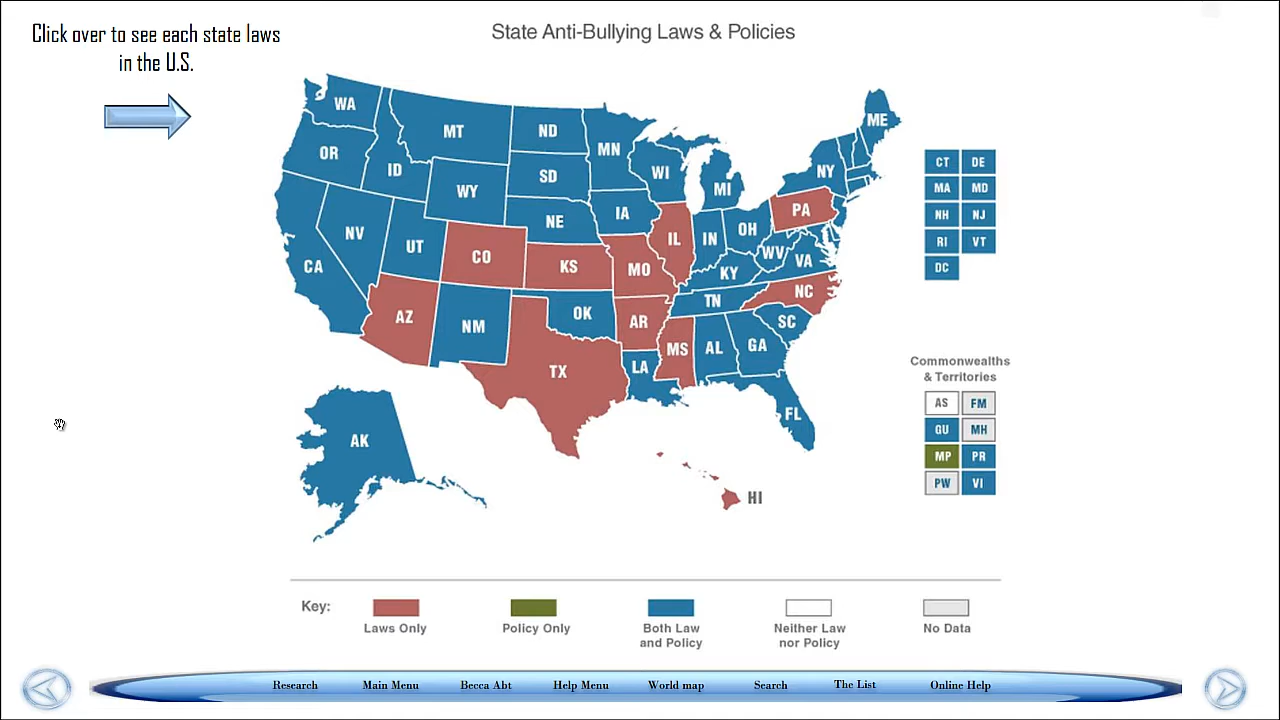 Click over to see each state laws
in the U.S.
State Anti-Bullying Laws & Policies
WA
MT
ND
MN
ME
OR
ID
WY
SD
WI
MI
NY
NV
UT
CO
NE
IA
IL
IN
OH
PA
CA
KS
MO
KY
WV
VA
AZ
NM
OK
AR
TN
NC
SC
TX
LA
MS
AL
GA
FL
AK
HI
CT DE
MA MD
NH NJ
RI VT
DC
Commonwealths
& Territories
AS FM
GU MH
MP PR
PW VI
Key:
Laws Only
Policy Only
Both Law
and Policy
Neither Law
nor Policy
No Data
Research Main Menu Becca Abt Help Menu World map Search The List Online Help